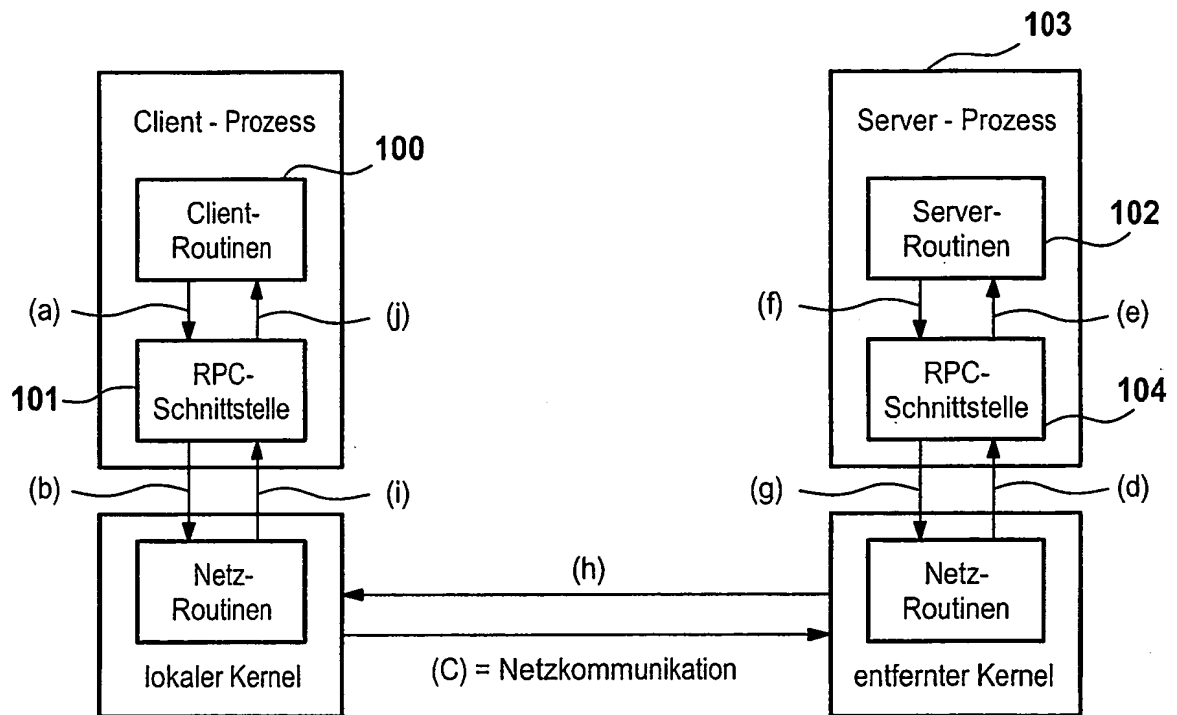 103
Client - Prozess
Server - Prozess
100
Client-
Routinen
Server-
Routinen
102
(a)
(j)
(f)
(e)
101
RPC-
Schnittstelle
RPC-
Schnittstelle
104
(b)
(i)
(g)
(d)
Netz-
Routinen
(h)
Netz-
Routinen
lokaler Kernel
(C) = Netzkommunikation
entfernter Kernel